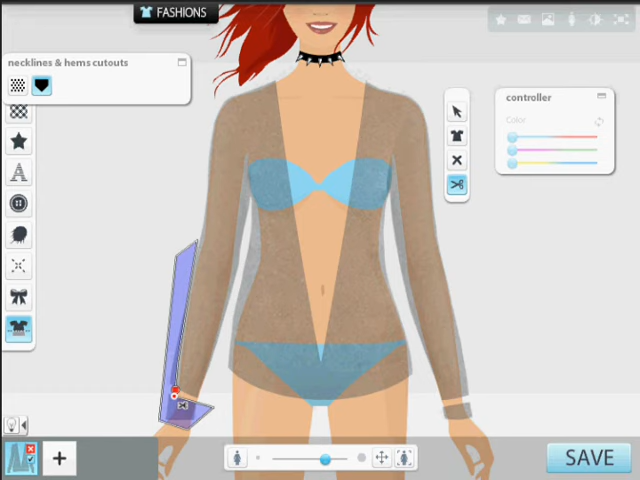 FASHIONS
necklines & hems cutouts
controller
Color
A
SAVE